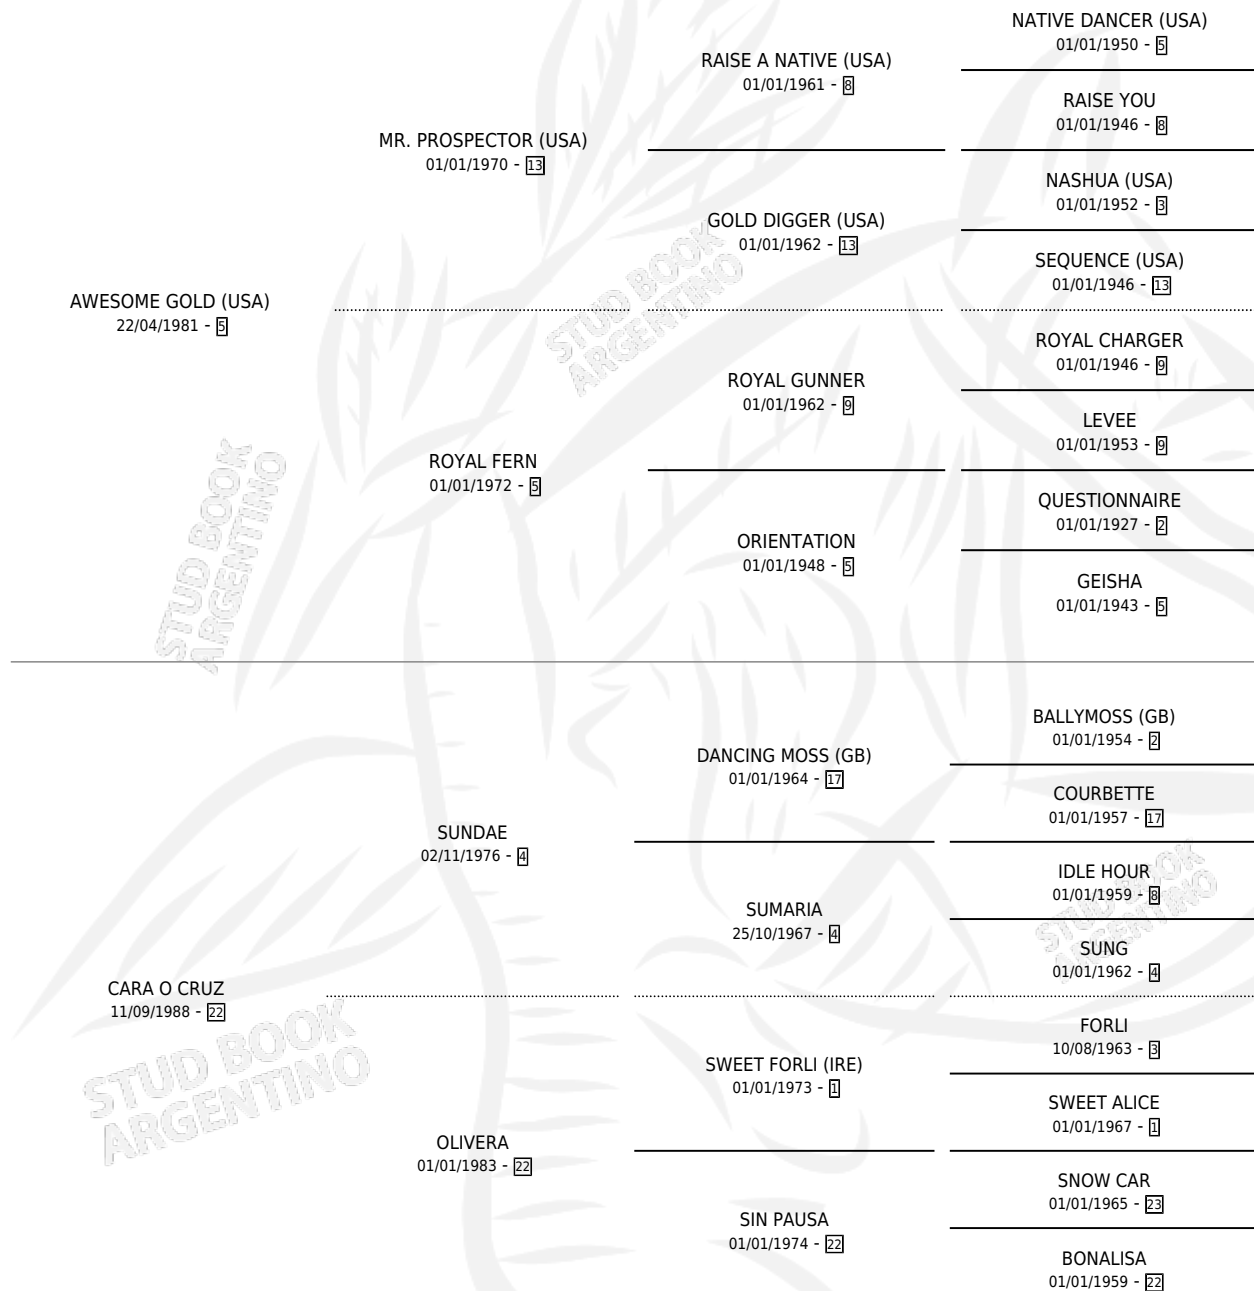 NATIVE DANCER (USA)
01/01/1950 - 5
RAISE A NATIVE (USA)
01/01/1961 - 8
RAISE YOU
01/01/1946 - 8
MR. PROSPECTOR (USA)
01/01/1970 - 13
NASHUA (USA)
01/01/1952 - 3
GOLD DIGGER (USA)
01/01/1962 - 13
SEQUENCE (USA)
01/01/1946 - 13
AWESOME GOLD (USA)
22/04/1981 - 5
STUD BOOK
ARGENTINO
ROYAL CHARGER
01/01/1946 - 9
ROYAL GUNNER
01/01/1962 - 9
LEVEE
01/01/1953 - 9
ROYAL FERN
01/01/1972 - 5
STUD BOOK
ARGENTINO
QUESTIONNAIRE
01/01/1927 - 2
ORIENTATION
01/01/1948 - 5
GEISHA
01/01/1943 - 5
BALLYMOSS (GB)
01/01/1954 - 2
DANCING MOSS (GB)
01/01/1964 - 17
COURBETTE
01/01/1957 - 17
SUNDAE
02/11/1976 - 4
IDLE HOUR
01/01/1959 - 8
STUD BOOK
ARGENTINO
SUMARIA
25/10/1967 - 4
SUNG
01/01/1962 - 4
CARA O CRUZ
11/09/1988 - 22
STUD BOOK
ARGENTINO
FORLI
10/08/1963 - 3
SWEET FORLI (IRE)
01/01/1973 - 1
SWEET ALICE
01/01/1967 - 1
OLIVERA
01/01/1983 - 22
SNOW CAR
01/01/1965 - 23
SIN PAUSA
01/01/1974 - 22
BONALISA
01/01/1959 - 22